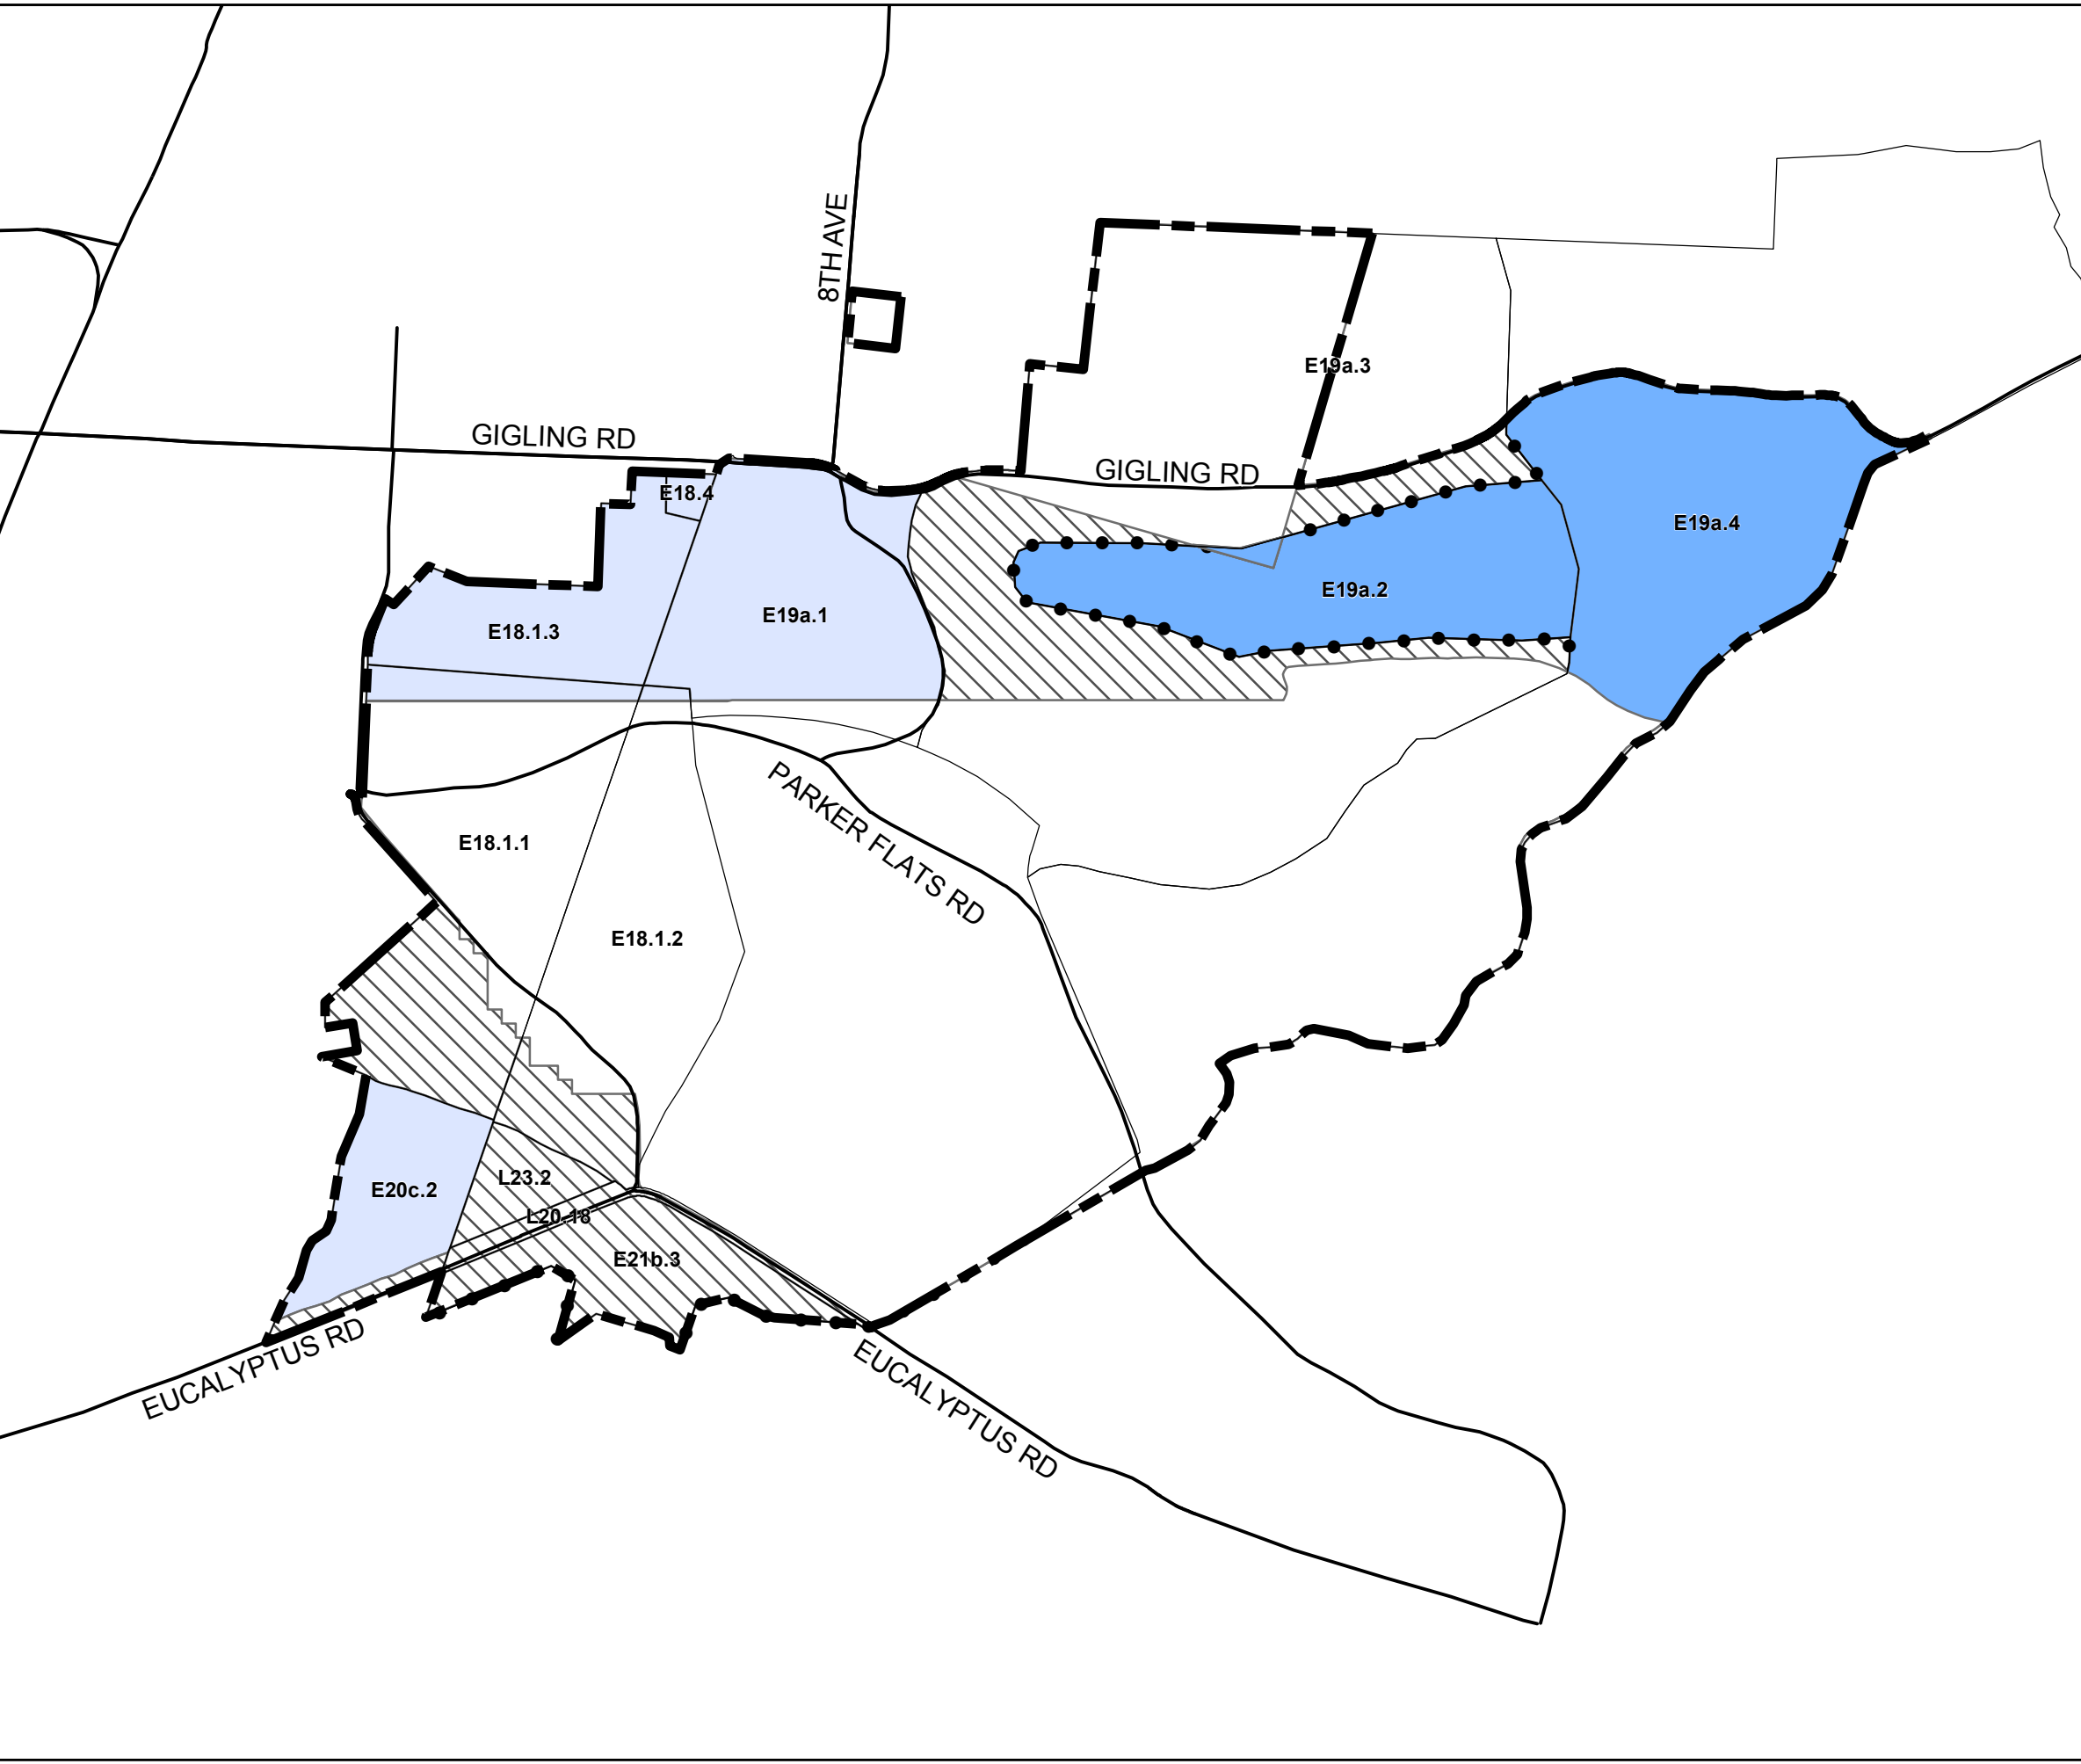 8TH AVE
E19a.3
GIGLING RD
GIGLING RD
E18.4
E19a.4
E19a.2
E19a.1
E18.1.3
PARKER FLATS RD
E18.1.1
E18.1.2
L23.2
E20c.2
L20.18
E21b.3
EUCALYPTUS RD
EUCALYPTUS RD